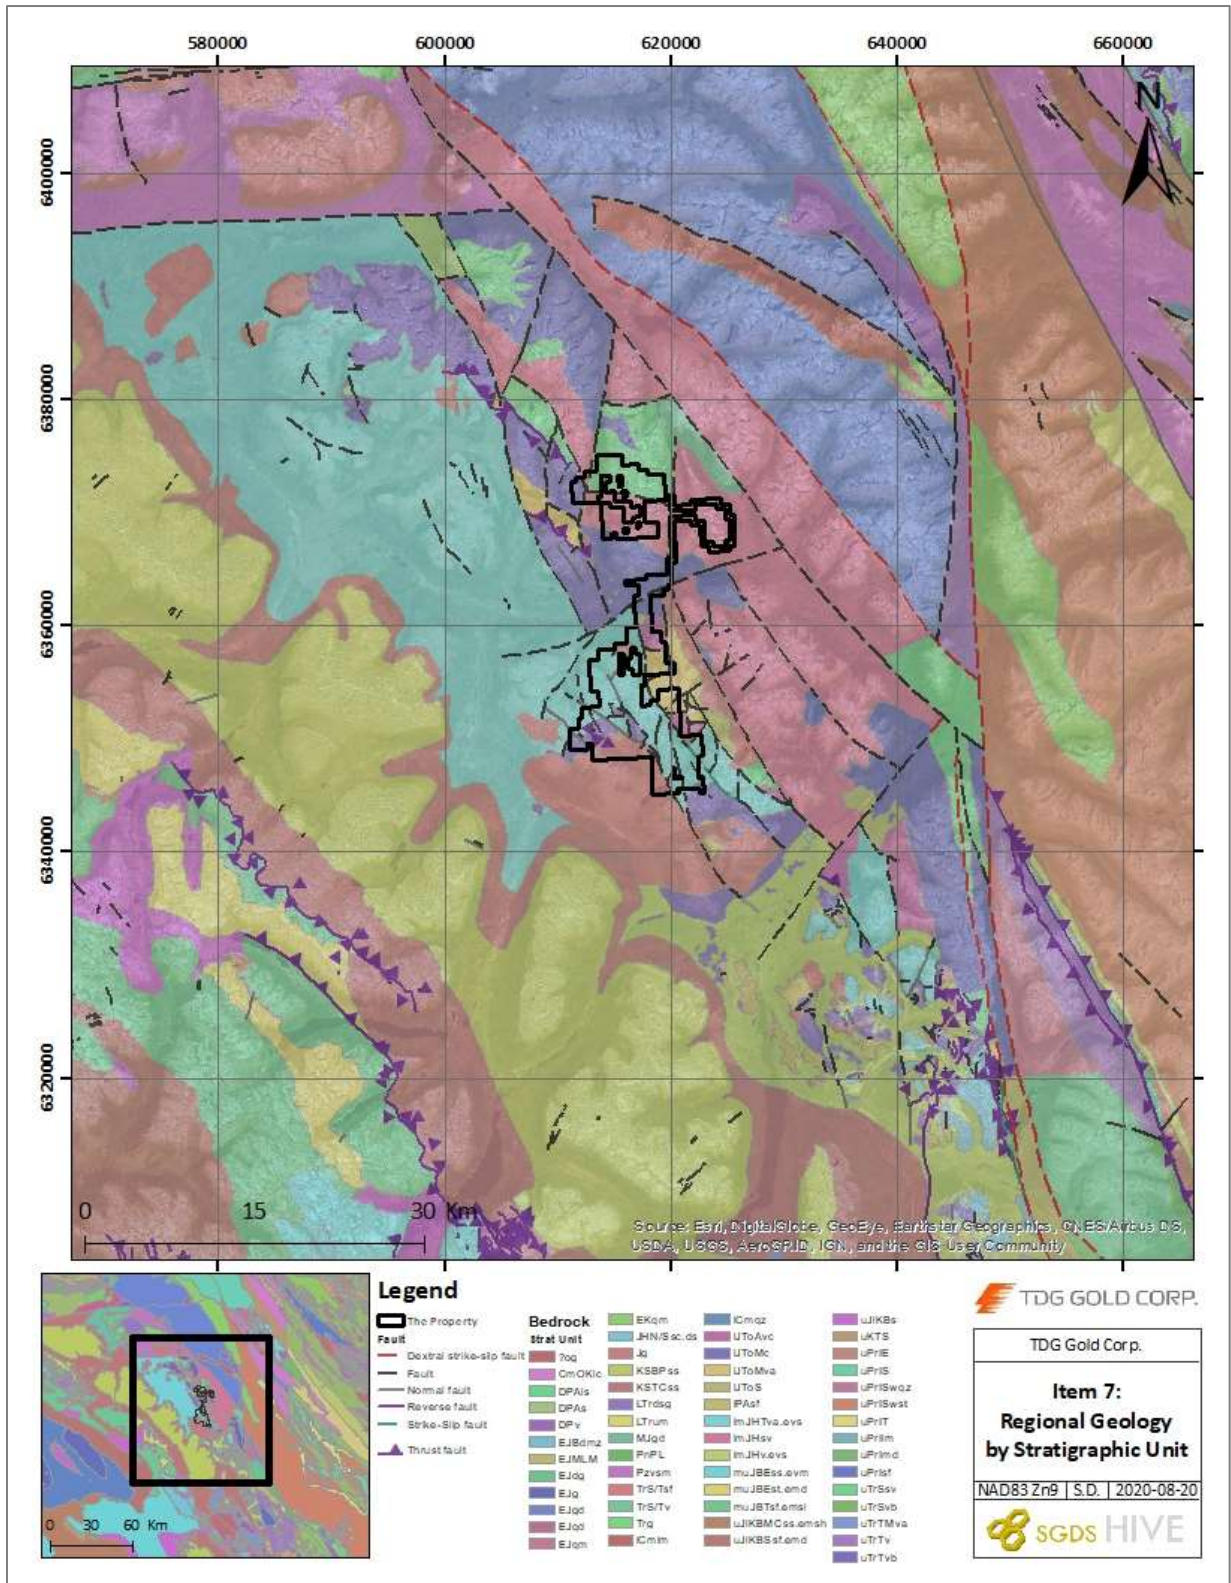 580000 600000 620000 640000 660000
N
6400000
6380000
6360000
6340000
6320000
0 15 30 Km
Source: Esri, DigitalGlobe, GeoEye, Earthstar Geographics, CNES/Airbus DS,
USDA, USGS, AeroGRID, IGN, and the GIS User Community
0 30 60 Km
Legend
The Property
Fault
Dextral strike-slip fault
Fault
Normal fault
Reverse fault
Strike-Slip fault
Thrust fault
Bedrock
Strat Unit
?og
CmOKlc
DPAls
DPAs
DPv
EJBdmz
EJMLM
EJdg
EJg
EJgd
EJqd
EJqm
EKqm
JHN/Ssc.ds
Jg
KSBPss
KSTCss
LTrdsg
LTrum
MJgd
PnPL
Pzvsm
TrS/Tsf
TrS/Tv
Trg
lCmlm
lCmqz
UToAvc
UToMc
UToMva
UToS
lPAsf
lmJHTva.evs
lmJHsv
lmJHv.evs
muJBEss.evm
muJBEst.emd
muJBTsf.emsl
uJlKBMCss.emsh
uJlKBSsf.emd
uJlKBs
uKTS
uPrlE
uPrlS
uPrlSwqz
uPrlSwst
uPrlT
uPrlm
uPrlmd
uPrlsf
uTrSsv
uTrSvb
uTrTMva
uTrTv
uTrTvb
TDG GOLD CORP.
TDG Gold Corp.
Item 7:
Regional Geology
by Stratigraphic Unit
NAD83 Zn9 S.D. 2020-08-20
SGDS HIVE